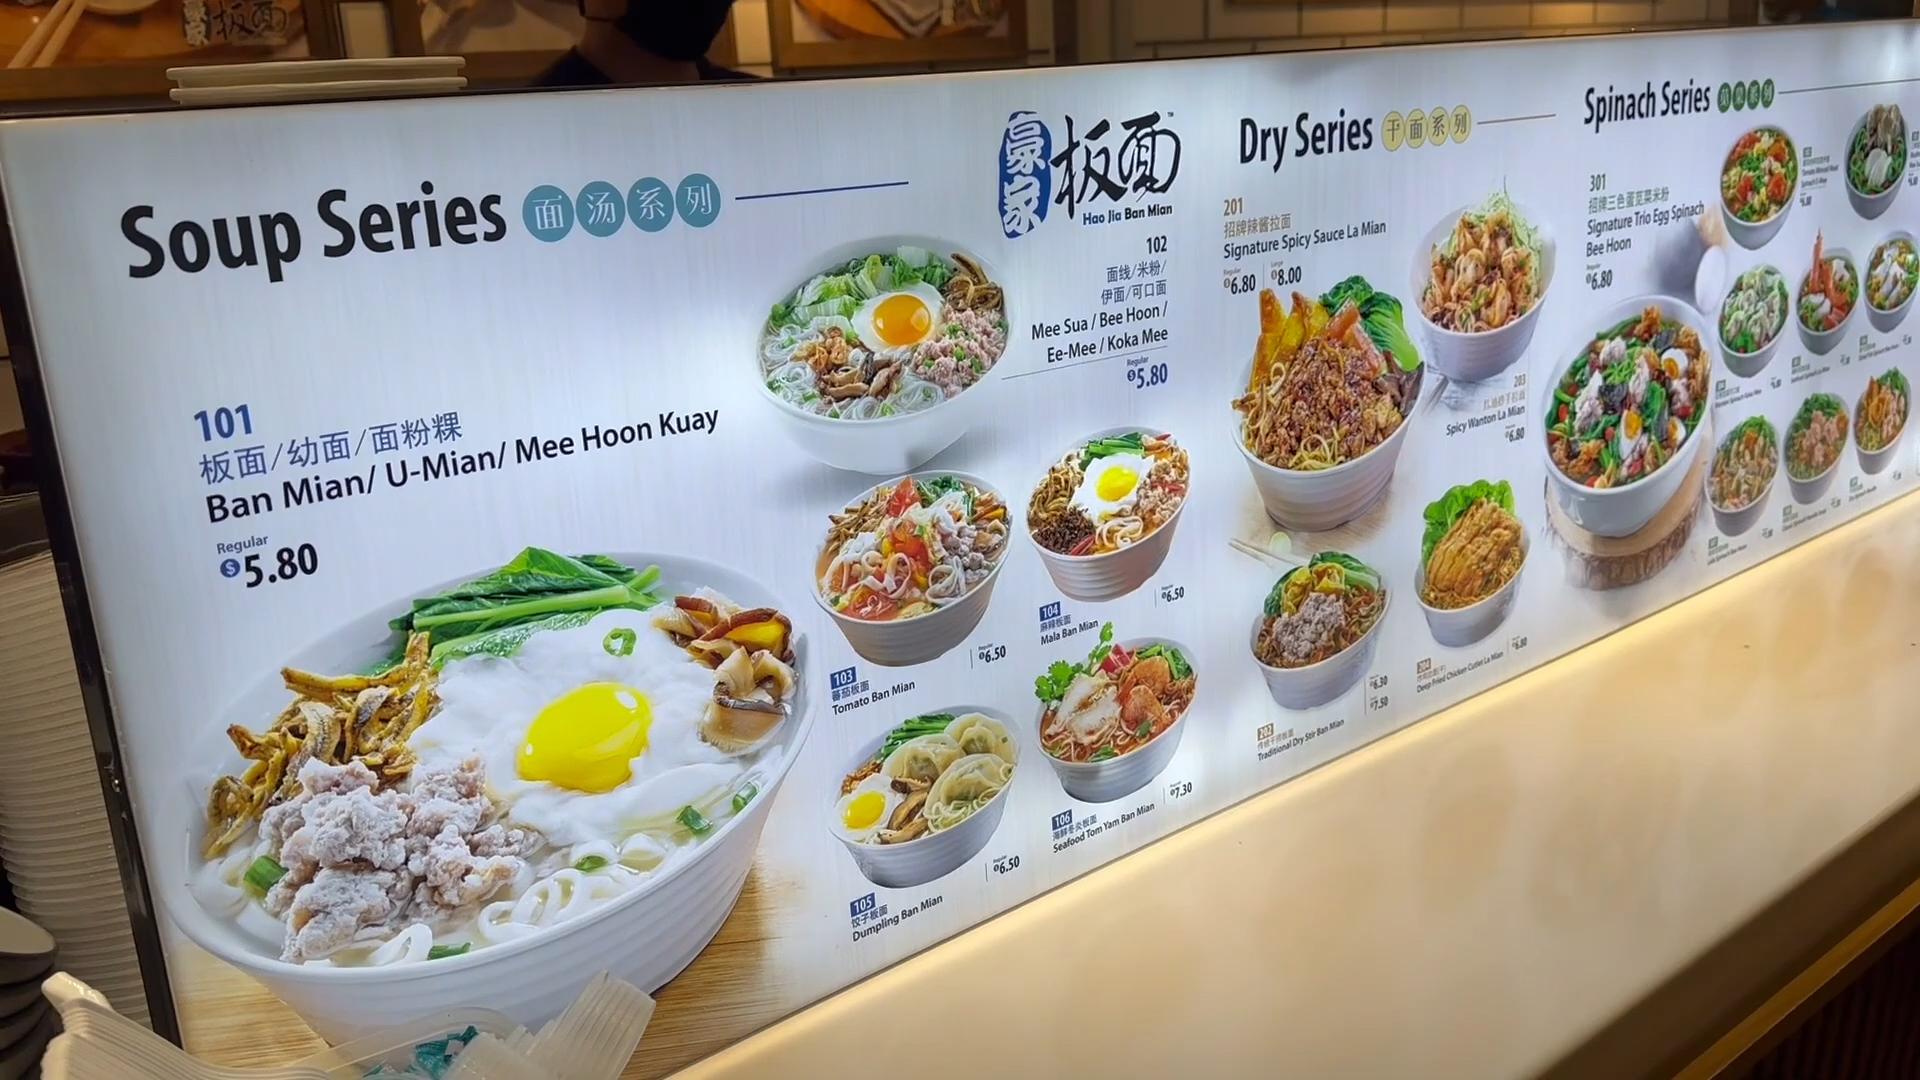 板面
Soup Series 面汤系列
101
板面/幼面/面粉粿
Ban Mian/ U-Mian/ Mee Hoon Kuay
Regular
$5.80
豪家板面™
Hao Jia Ban Mian
102
面线/米粉/
伊面/可口面
Mee Sua / Bee Hoon /
Ee-Mee / Koka Mee
Regular
$5.80
103
蕃茄板面
Tomato Ban Mian
Regular
$6.50
104
麻辣板面
Mala Ban Mian
$6.50
105
饺子板面
Dumpling Ban Mian
Regular
$6.50
106
海鲜冬炎板面
Seafood Tom Yam Ban Mian
Regular
$7.30
Dry Series 干面系列
201
招牌辣酱拉面
Signature Spicy Sauce La Mian
Regular
$6.80
Large
$8.00
203
Spicy Wanton La Mian
$6.80
202
Traditional Dry Stir Ban Mian
$6.30
$7.50
204
Deep Fried Chicken Cutlet La Mian
$6.80
Spinach Series
301
招牌三色蛋苋菜米粉
Signature Trio Egg Spinach
Bee Hoon
Regular
$6.80